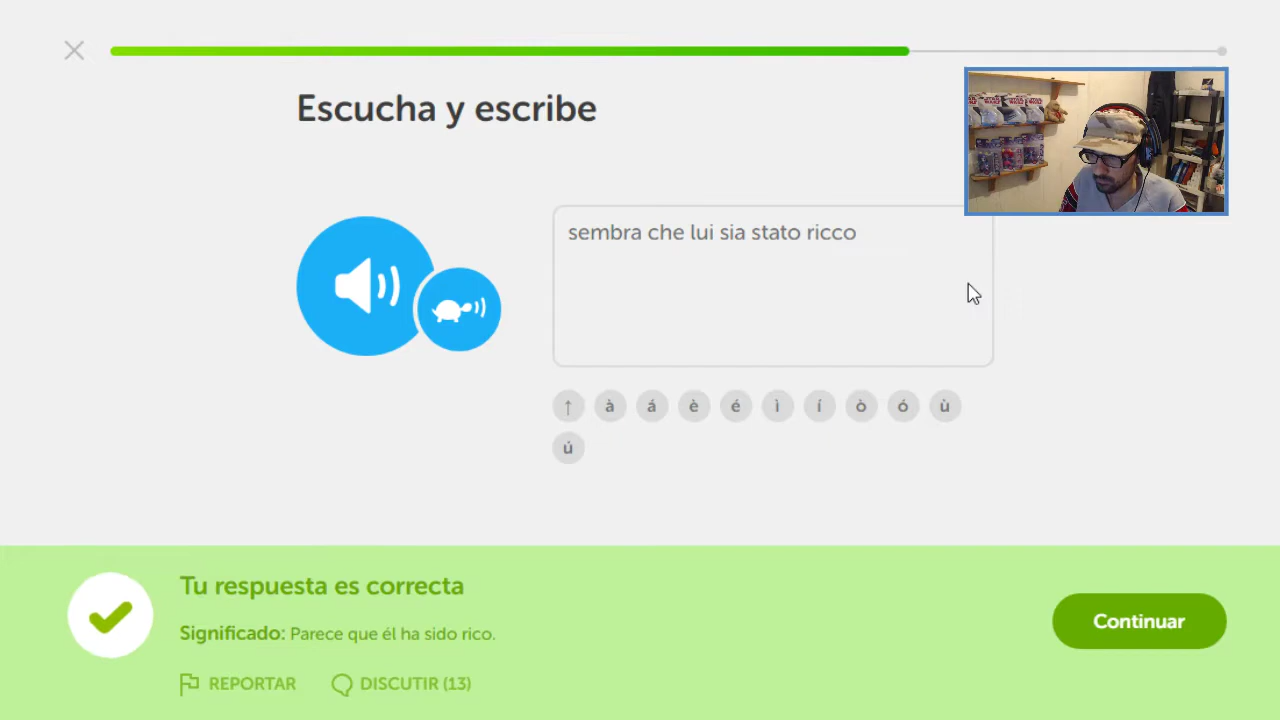 Escucha y escribe
sembra che lui sia stato ricco
↑ à á è é ì í ò ó ù
ú
Tu respuesta es correcta
Significado: Parece que él ha sido rico.
REPORTAR DISCUTIR (13)
Continuar